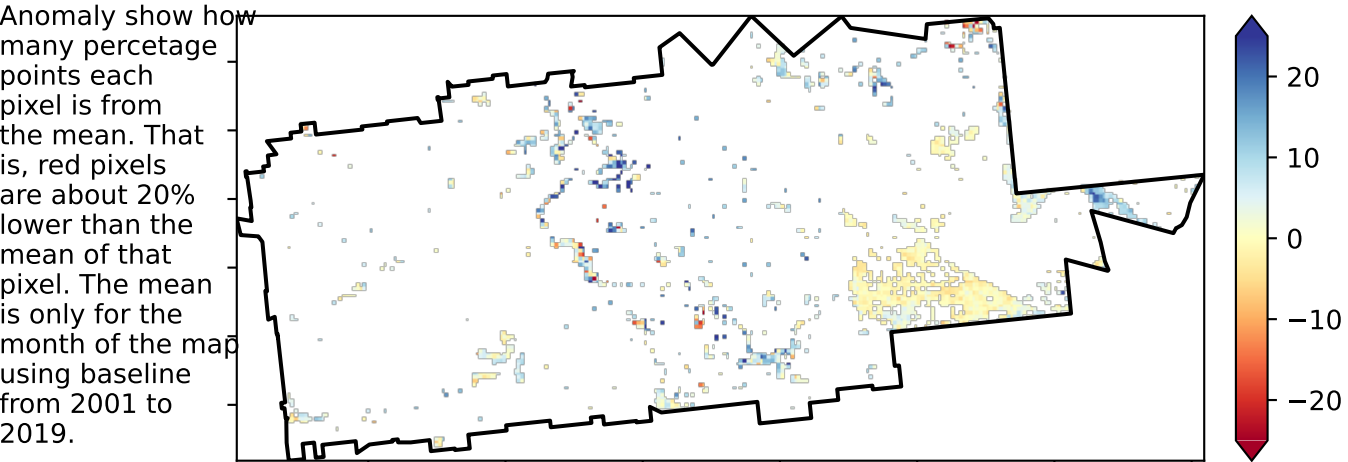 Anomaly show how
many percetage
points each
pixel is from
the mean. That
is, red pixels
are about 20%
lower than the
mean of that
pixel. The mean
is only for the
month of the map
using baseline
from 2001 to
2019.
20
10
0
−10
−20